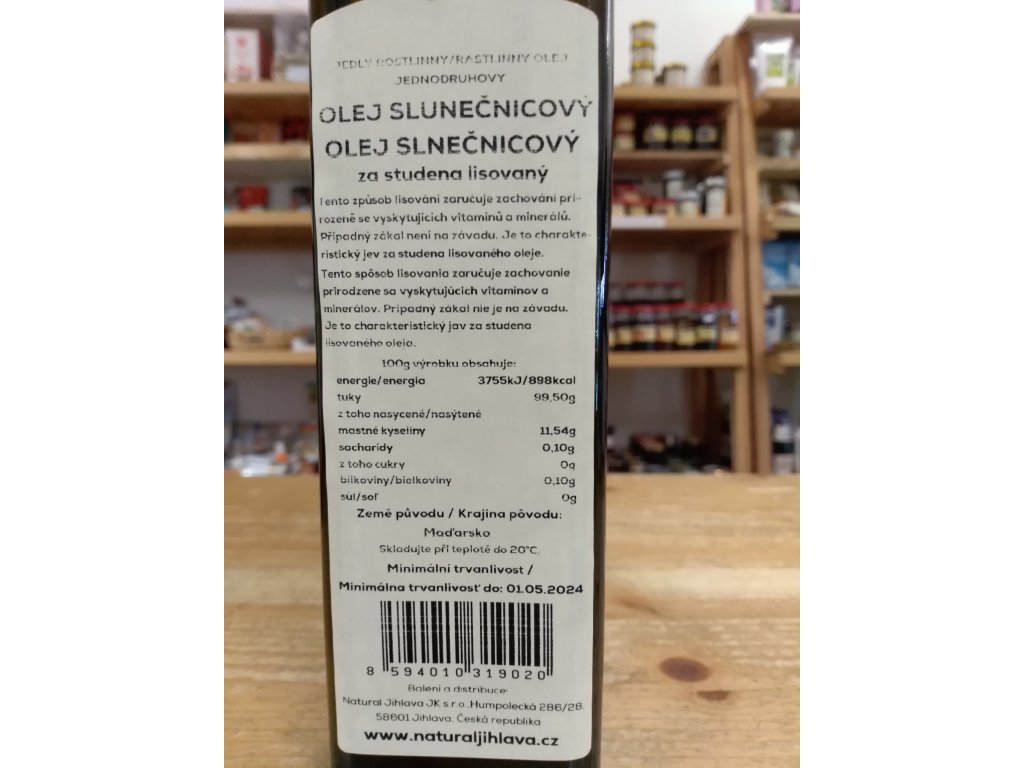 JEDLÝ ROSTLINNÝ/RASTLINNÝ OLEJ
JEDNODRUHOVÝ
OLEJ SLUNEČNICOVÝ
OLEJ SLNEČNICOVÝ
za studena lisovaný
Tento způsob lisování zaručuje zachování při-
rozeně se vyskytujících vitamínů a minerálů.
Případný zákal není na závadu. Je to charakte-
ristický jev za studena lisovaného oleje.
Tento spôsob lisovania zaručuje zachovanie
prirodzene sa vyskytujúcich vitamínov a
minerálov. Prípadný zákal nie je na závadu.
Je to charakteristický jav za studena
lisovaného oleja.
100g výrobku obsahuje:
energie/energia 3755kJ/898kcal
tuky 99,50g
z toho nasycené/nasýtené
mastné kyseliny 11,54g
sacharidy 0,10g
z toho cukry 0g
bílkoviny/bielkoviny 0,10g
sůl/soľ 0g
Země původu / Krajina pôvodu:
Maďarsko
Skladujte při teplotě do 20°C.
Minimální trvanlivost /
Minimálna trvanlivosť do: 01.05.2024
8 594010 319020
Balení a distribuce:
Natural Jihlava JK s.r.o.,Humpolecká 286/28,
58601 Jihlava, Česká republika
www.naturaljihlava.cz